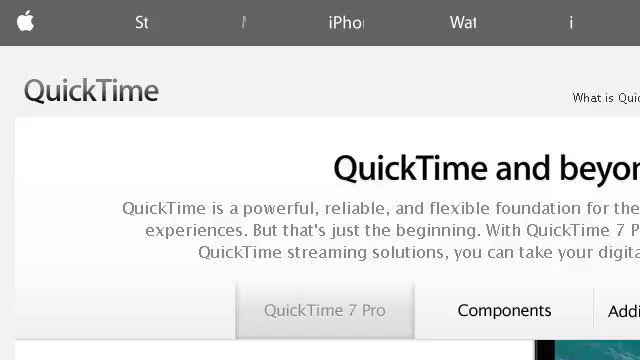 St iPho Wat i
QuickTime
What is Quic
QuickTime and beyon
QuickTime is a powerful, reliable, and flexible foundation for the
experiences. But that's just the beginning. With QuickTime 7 P
QuickTime streaming solutions, you can take your digita
QuickTime 7 Pro Components Addi